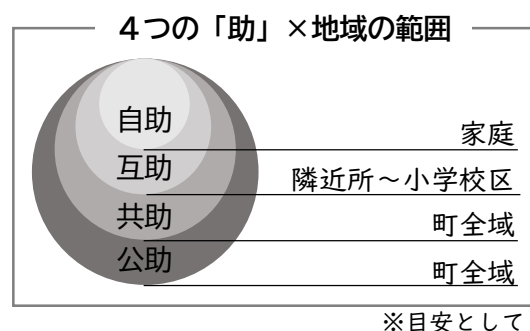 4つの「助」×地域の範囲
自助
家庭
互助
隣近所～小学校区
共助
町全域
公助
町全域
※目安として